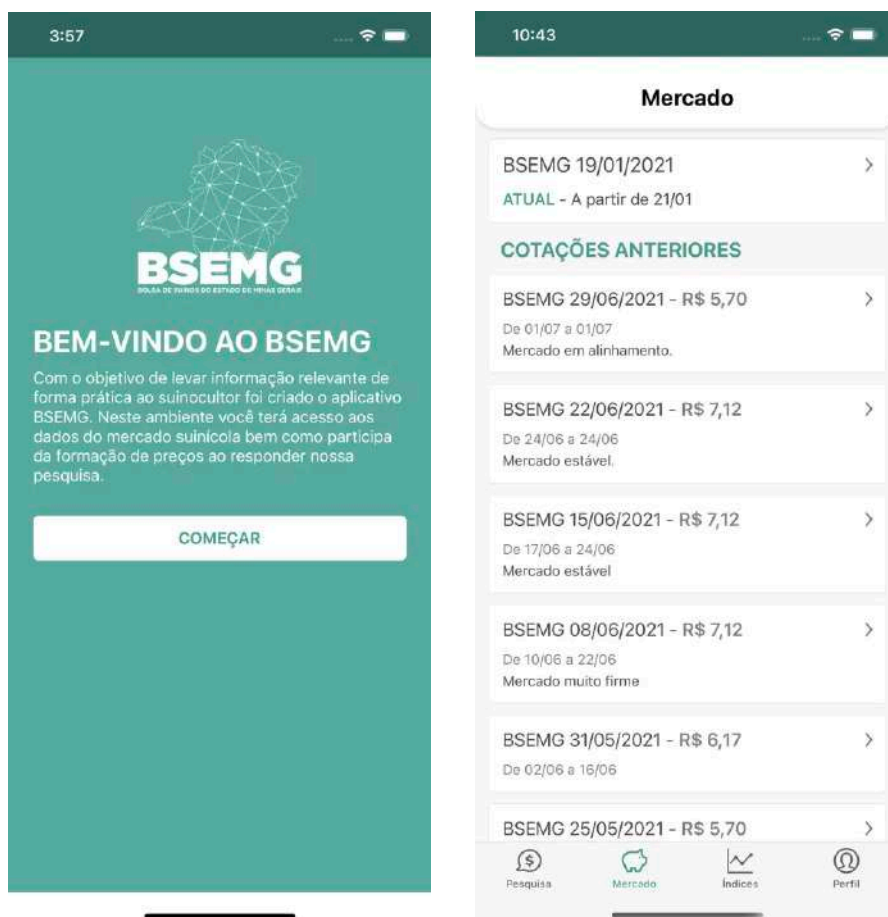 3:57
BSEMG
BOLSA DE SUINOS DO ESTADO DE MINAS GERAIS
BEM-VINDO AO BSEMG
Com o objetivo de levar informação relevante de
forma prática ao suinocultor foi criado o aplicativo
BSEMG. Neste ambiente você terá acesso aos
dados do mercado suinícola bem como participa
da formação de preços ao responder nossa
pesquisa.
COMEÇAR
10:43
Mercado
BSEMG 19/01/2021
ATUAL - A partir de 21/01
COTAÇÕES ANTERIORES
BSEMG 29/06/2021 - R$ 5,70
De 01/07 a 01/07
Mercado em alinhamento.
BSEMG 22/06/2021 - R$ 7,12
De 24/06 a 24/06
Mercado estável.
BSEMG 15/06/2021 - R$ 7,12
De 17/06 a 24/06
Mercado estável
BSEMG 08/06/2021 - R$ 7,12
De 10/06 a 22/06
Mercado muito firme
BSEMG 31/05/2021 - R$ 6,17
De 02/06 a 16/06
BSEMG 25/05/2021 - R$ 5,70
Pesquisa
Mercado
Índices
Perfil